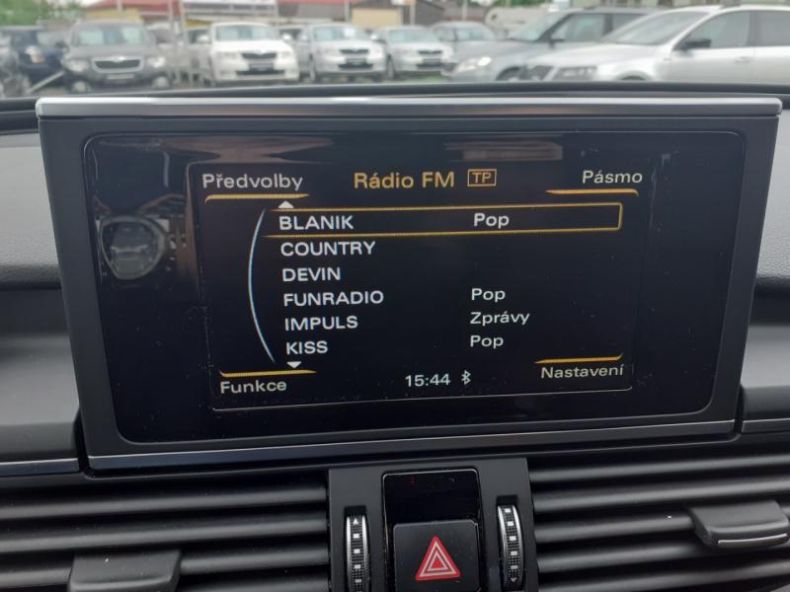 Předvolby Rádio FM TP Pásmo
BLANIK Pop
COUNTRY
DEVIN
FUNRADIO Pop
IMPULS Zprávy
KISS Pop
Funkce 15:44 Nastavení